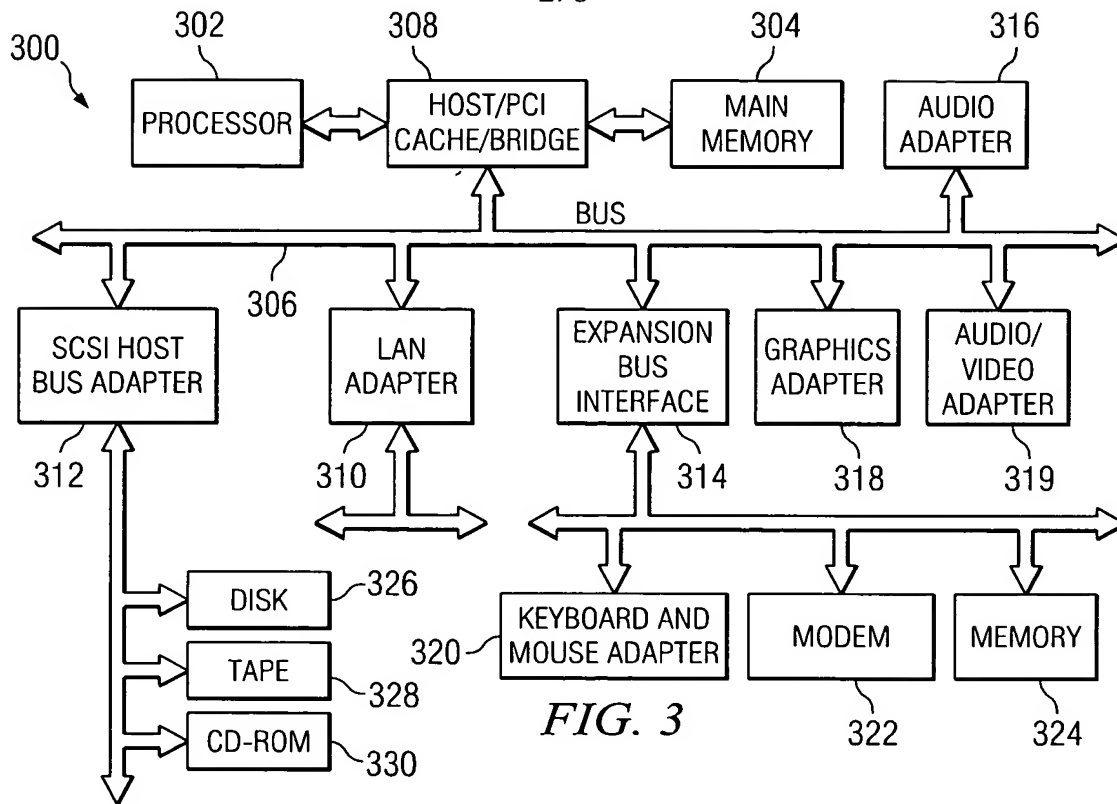 302
308
304
316
300
PROCESSOR
HOST/PCI
CACHE/BRIDGE
MAIN
MEMORY
AUDIO
ADAPTER
BUS
306
SCSI HOST
BUS ADAPTER
LAN
ADAPTER
EXPANSION
BUS
INTERFACE
GRAPHICS
ADAPTER
AUDIO/
VIDEO
ADAPTER
312
310
314
318
319
DISK
326
TAPE
328
CD-ROM
330
320
KEYBOARD AND
MOUSE ADAPTER
MODEM
MEMORY
322
324
FIG. 3